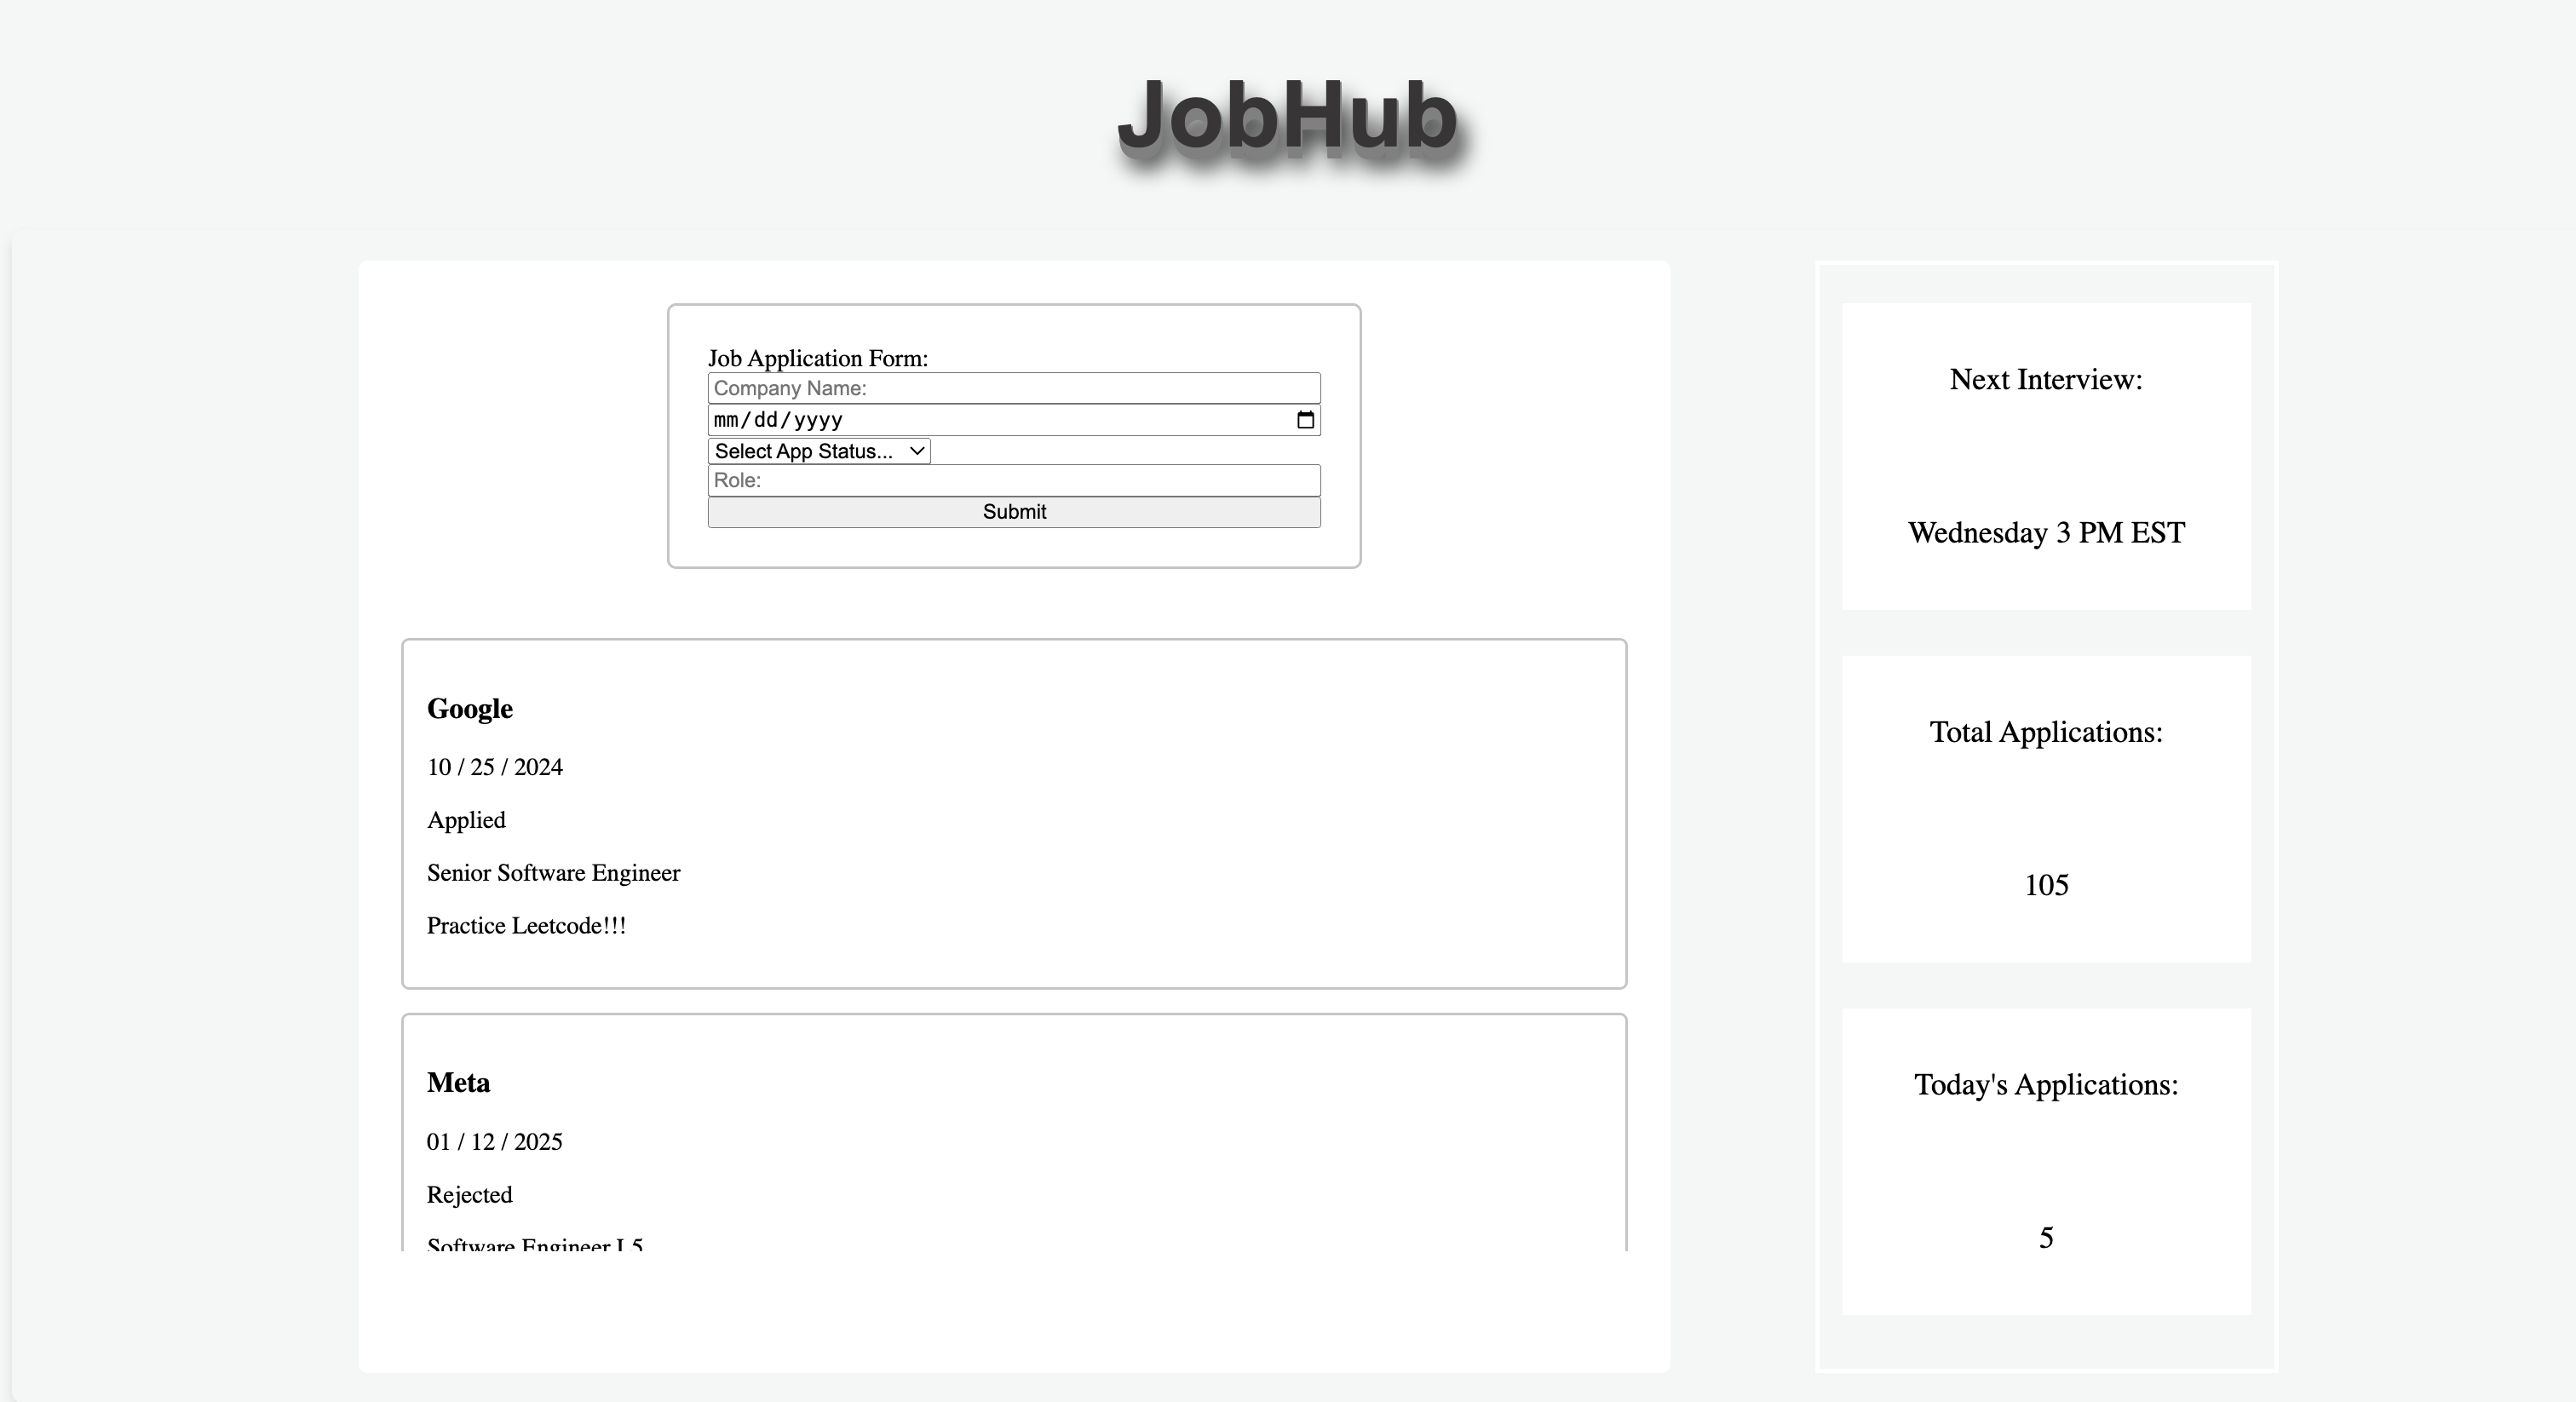 JobHub
Job Application Form:
Company Name:
mm/dd/yyyy
Select App Status...
Role:
Submit
Google
10 / 25 / 2024
Applied
Senior Software Engineer
Practice Leetcode!!!
Meta
01 / 12 / 2025
Rejected
Software Engineer L5
Next Interview:
Wednesday 3 PM EST
Total Applications:
105
Today's Applications:
5